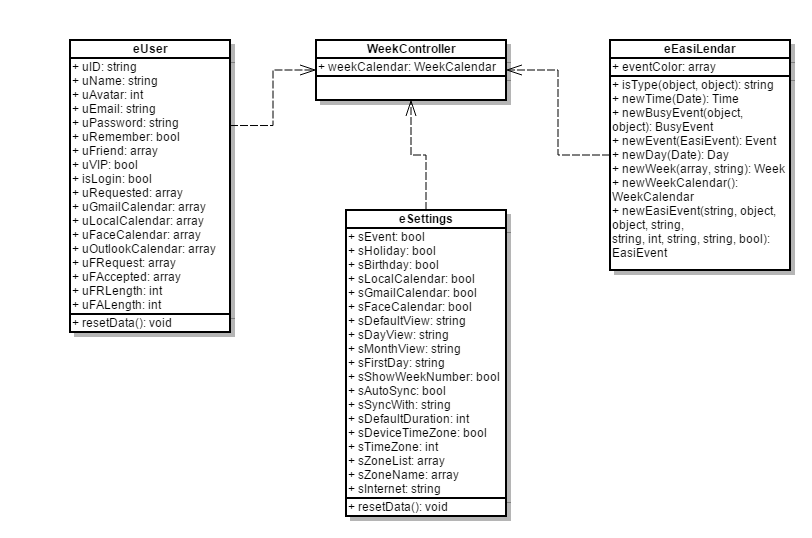 eUser
+ uID: string
+ uName: string
+ uAvatar: int
+ uEmail: string
+ uPassword: string
+ uRemember: bool
+ uFriend: array
+ uVIP: bool
+ isLogin: bool
+ uRequested: array
+ uGmailCalendar: array
+ uLocalCalendar: array
+ uFaceCalendar: array
+ uOutlookCalendar: array
+ uFRequest: array
+ uFAccepted: array
+ uFRLength: int
+ uFALength: int
+ resetData(): void
WeekController
+ weekCalendar: WeekCalendar
eEasiLendar
+ eventColor: array
+ isType(object, object): string
+ newTime(Date): Time
+ newBusyEvent(object,
object): BusyEvent
+ newEvent(EasiEvent): Event
+ newDay(Date): Day
+ newWeek(array, string): Week
+ newWeekCalendar():
WeekCalendar
+ newEasiEvent(string, object,
object, string,
string, int, string, string, bool):
EasiEvent
eSettings
+ sEvent: bool
+ sHoliday: bool
+ sBirthday: bool
+ sLocalCalendar: bool
+ sGmailCalendar: bool
+ sFaceCalendar: bool
+ sDefaultView: string
+ sDayView: string
+ sMonthView: string
+ sFirstDay: string
+ sShowWeekNumber: bool
+ sAutoSync: bool
+ sSyncWith: string
+ sDefaultDuration: int
+ sDeviceTimeZone: bool
+ sTimeZone: int
+ sZoneList: array
+ sZoneName: array
+ sInternet: string
+ resetData(): void